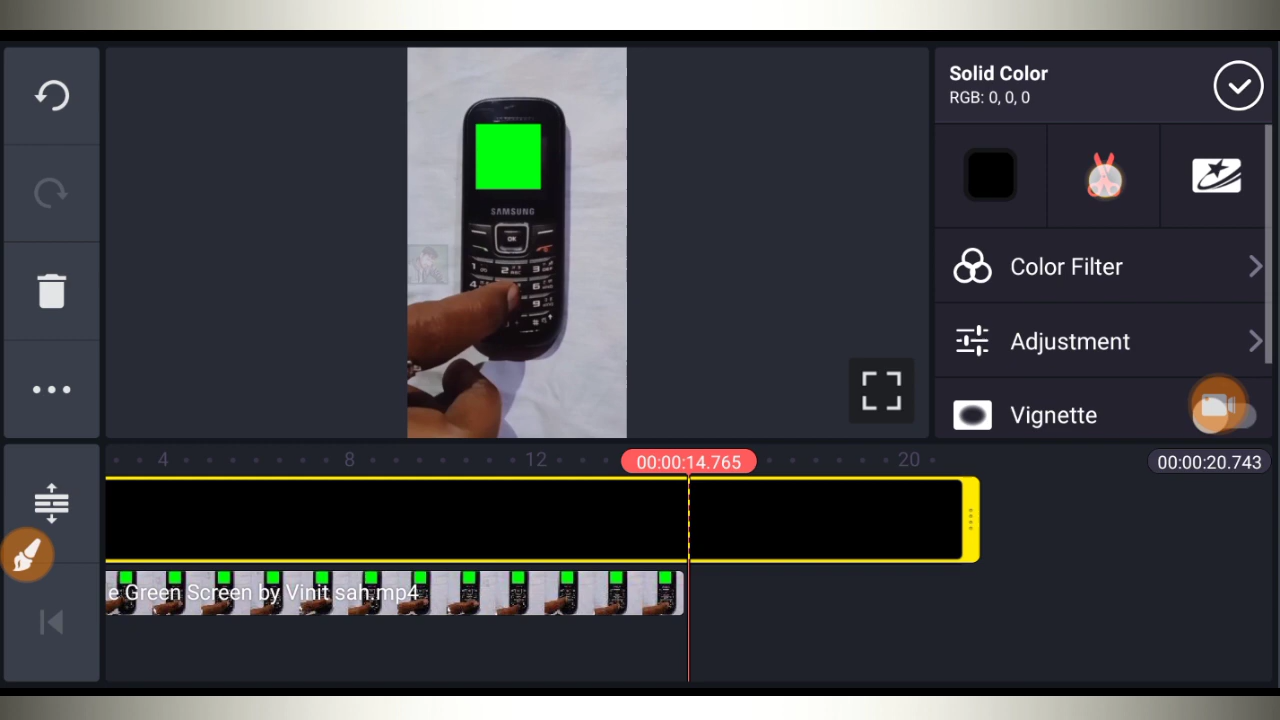 Solid Color
RGB: 0, 0, 0
SAMSUNG
OK
Color Filter
Adjustment
Vignette
4
8
12
00:00:14.765
20
00:00:20.743
e Green Screen by Vinit sah.mp4